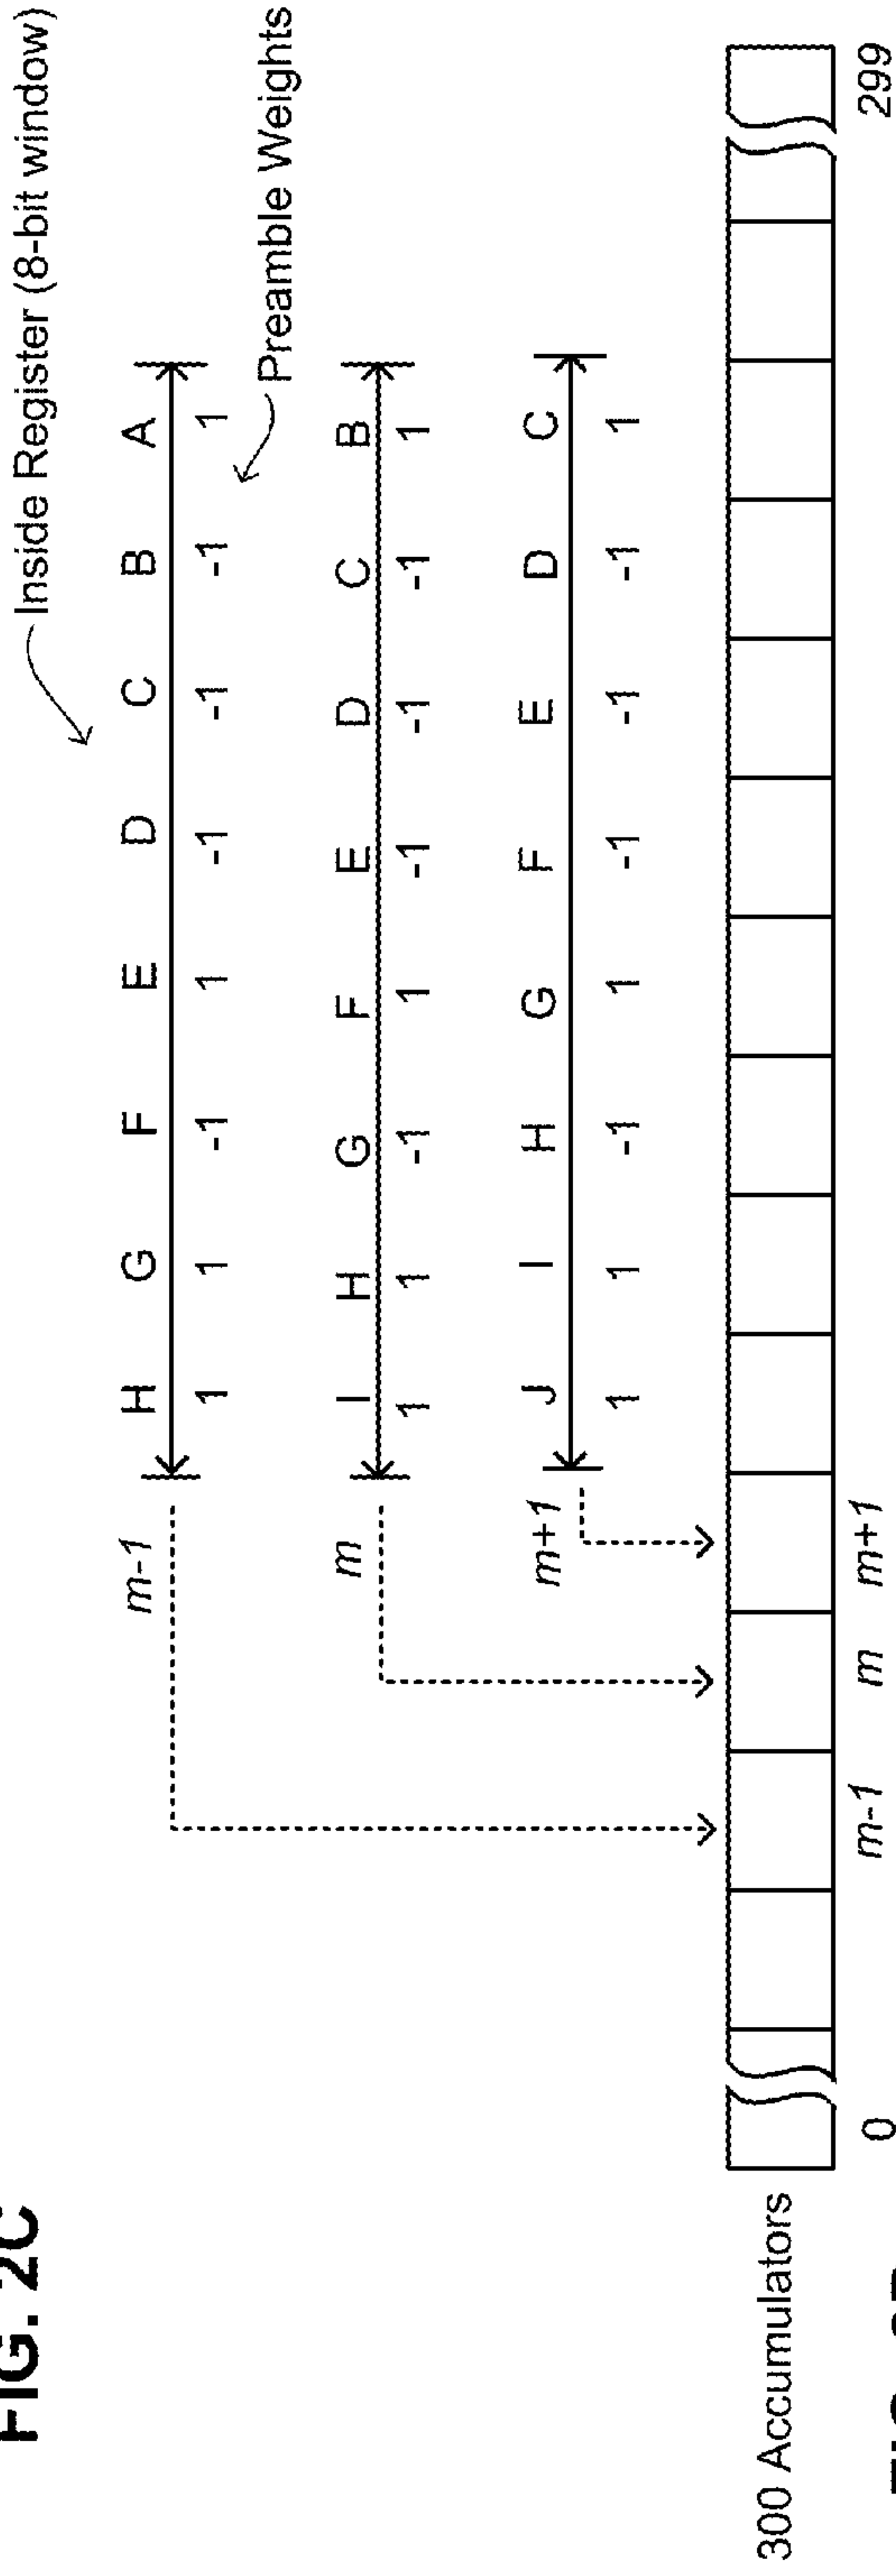 FIG. 2C
Inside Register (8-bit window)
m-1 H G F E D C B A
1 1 -1 1 -1 -1 -1 1
Preamble Weights
m I H G F E D C B
1 1 -1 1 -1 -1 -1 1
m+1 J I H G F E D C
1 1 -1 1 -1 -1 -1 1
300 Accumulators
0 m-1 m m+1 299